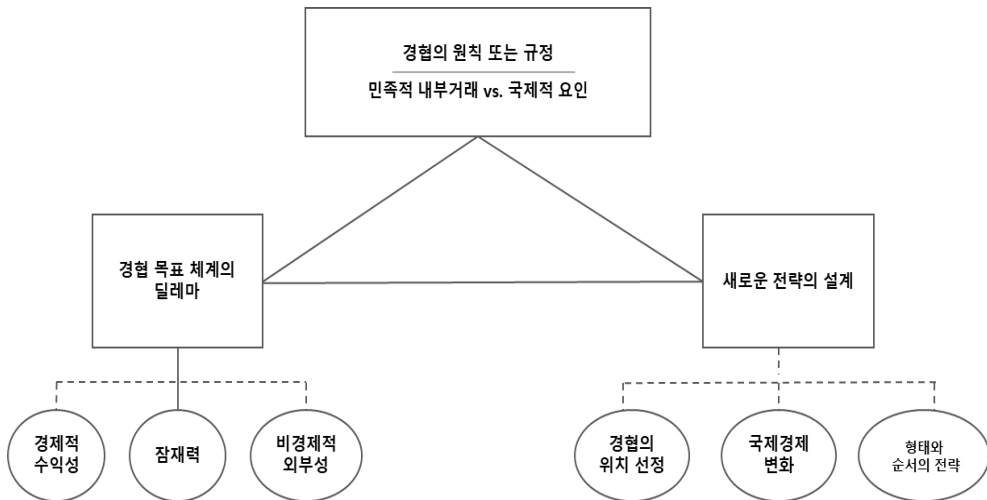 경협의 원칙 또는 규정
민족적 내부거래 vs. 국제적 요인
경협 목표 체계의
딜레마
새로운 전략의 설계
경제적
수익성
잠재력
비경제적
외부성
경협의
위치 선정
국제경제
변화
형태와
순서의 전략